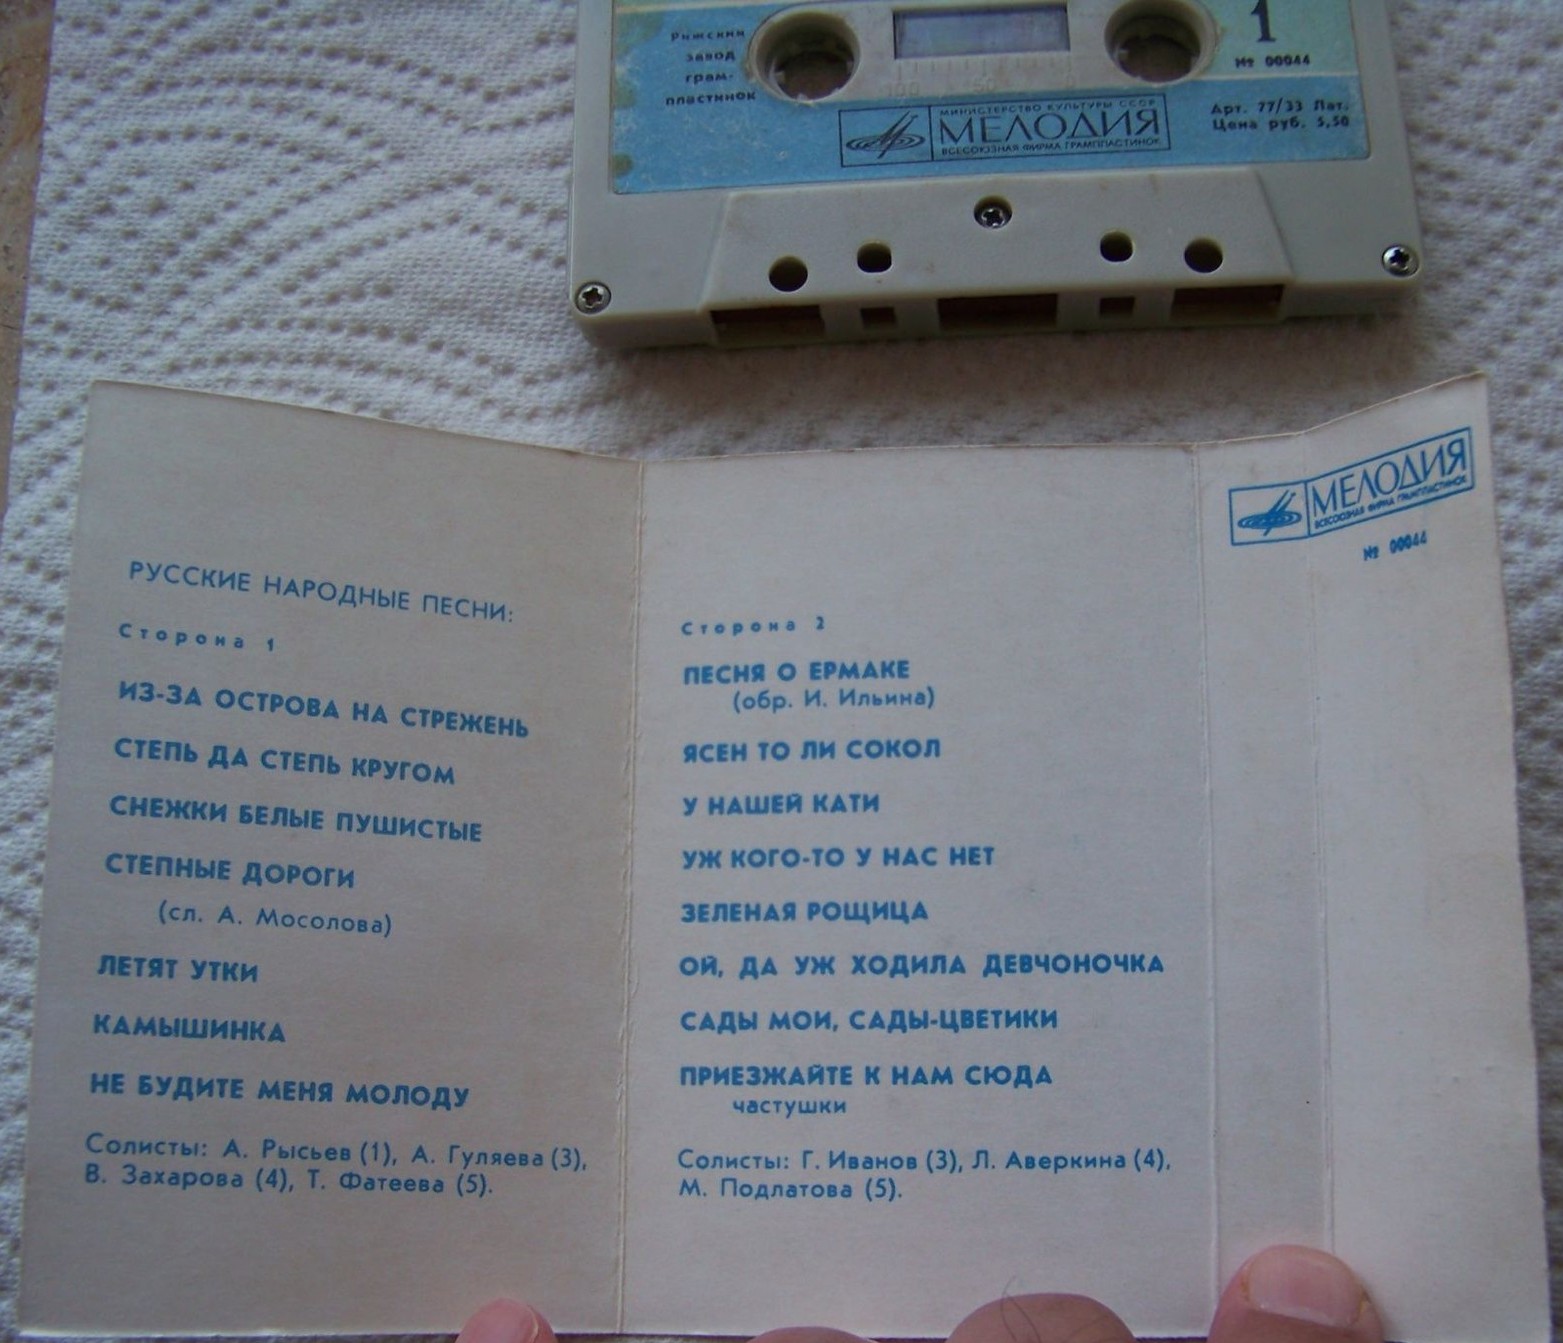 Рижский
завод
грам-
пластинок
1
№ 00044
100 50 0
МИНИСТЕРСТВО КУЛЬТУРЫ СССР
МЕЛОДИЯ
ВСЕСОЮЗНАЯ ФИРМА ГРАМПЛАСТИНОК
Арт. 77/33 Лат.
Цена руб. 5,50
РУССКИЕ НАРОДНЫЕ ПЕСНИ:
Сторона 1
ИЗ-ЗА ОСТРОВА НА СТРЕЖЕНЬ
СТЕПЬ ДА СТЕПЬ КРУГОМ
СНЕЖКИ БЕЛЫЕ ПУШИСТЫЕ
СТЕПНЫЕ ДОРОГИ
(сл. А. Мосолова)
ЛЕТЯТ УТКИ
КАМЫШИНКА
НЕ БУДИТЕ МЕНЯ МОЛОДУ
Солисты: А. Рысьев (1), А. Гуляева (3),
В. Захарова (4), Т. Фатеева (5).
Сторона 2
ПЕСНЯ О ЕРМАКЕ
(обр. И. Ильина)
ЯСЕН ТО ЛИ СОКОЛ
У НАШЕЙ КАТИ
УЖ КОГО-ТО У НАС НЕТ
ЗЕЛЕНАЯ РОЩИЦА
ОЙ, ДА УЖ ХОДИЛА ДЕВЧОНОЧКА
САДЫ МОИ, САДЫ-ЦВЕТИКИ
ПРИЕЗЖАЙТЕ К НАМ СЮДА
частушки
Солисты: Г. Иванов (3), Л. Аверкина (4),
М. Подлатова (5).
МЕЛОДИЯ
ВСЕСОЮЗНАЯ ФИРМА ГРАМПЛАСТИНОК
№ 00044